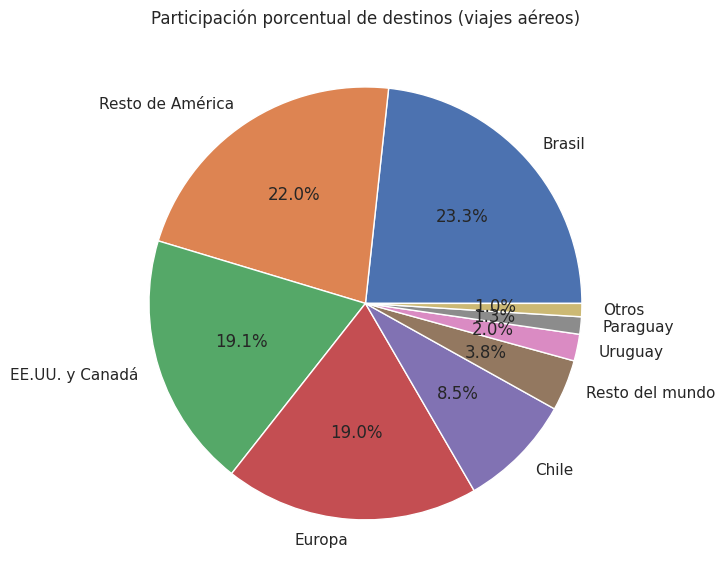 Participación porcentual de destinos (viajes aéreos)
Resto de América
Brasil
22.0%
23.3%
1.0%
Otros
1.3%
Paraguay
2.0%
Uruguay
19.1%
3.8%
EE.UU. y Canadá
8.5%
Resto del mundo
19.0%
Chile
Europa